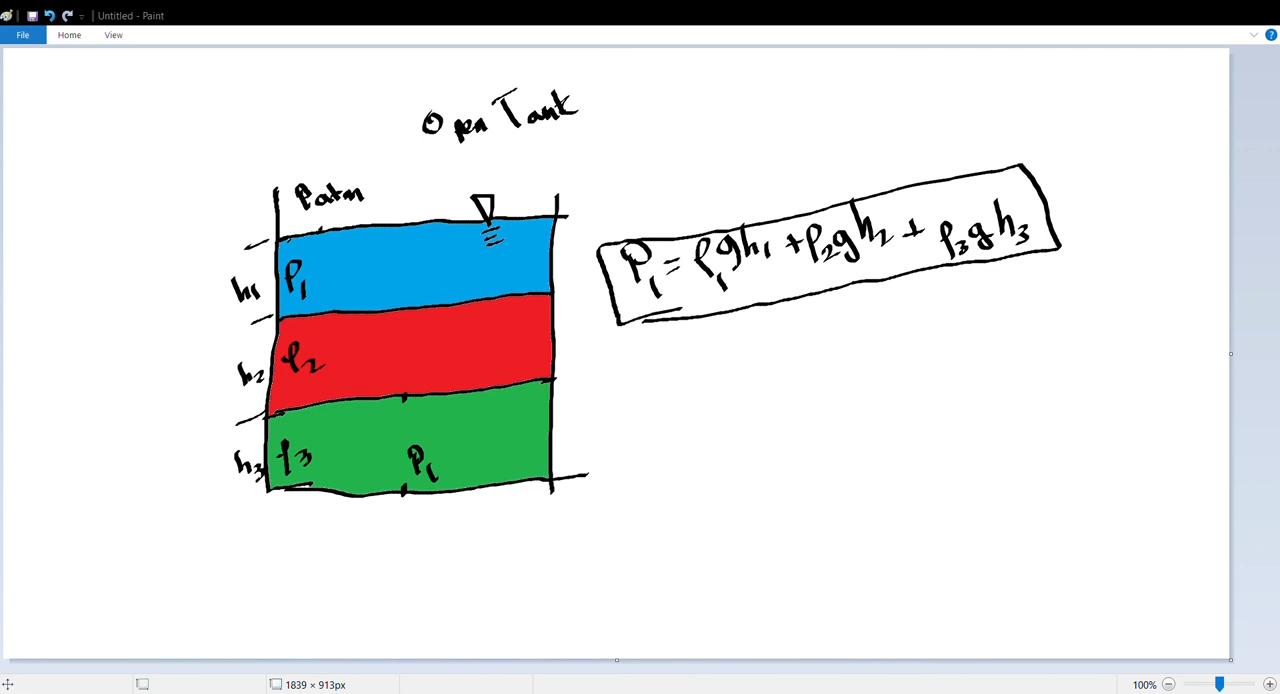 Untitled - Paint
File Home View
Open Tank
Patm
h1 ρ1
h2 ρ2
h3 ρ3 P1
P1 = ρ1gh1 + ρ2gh2 + ρ3gh3
1839 × 913px 100%